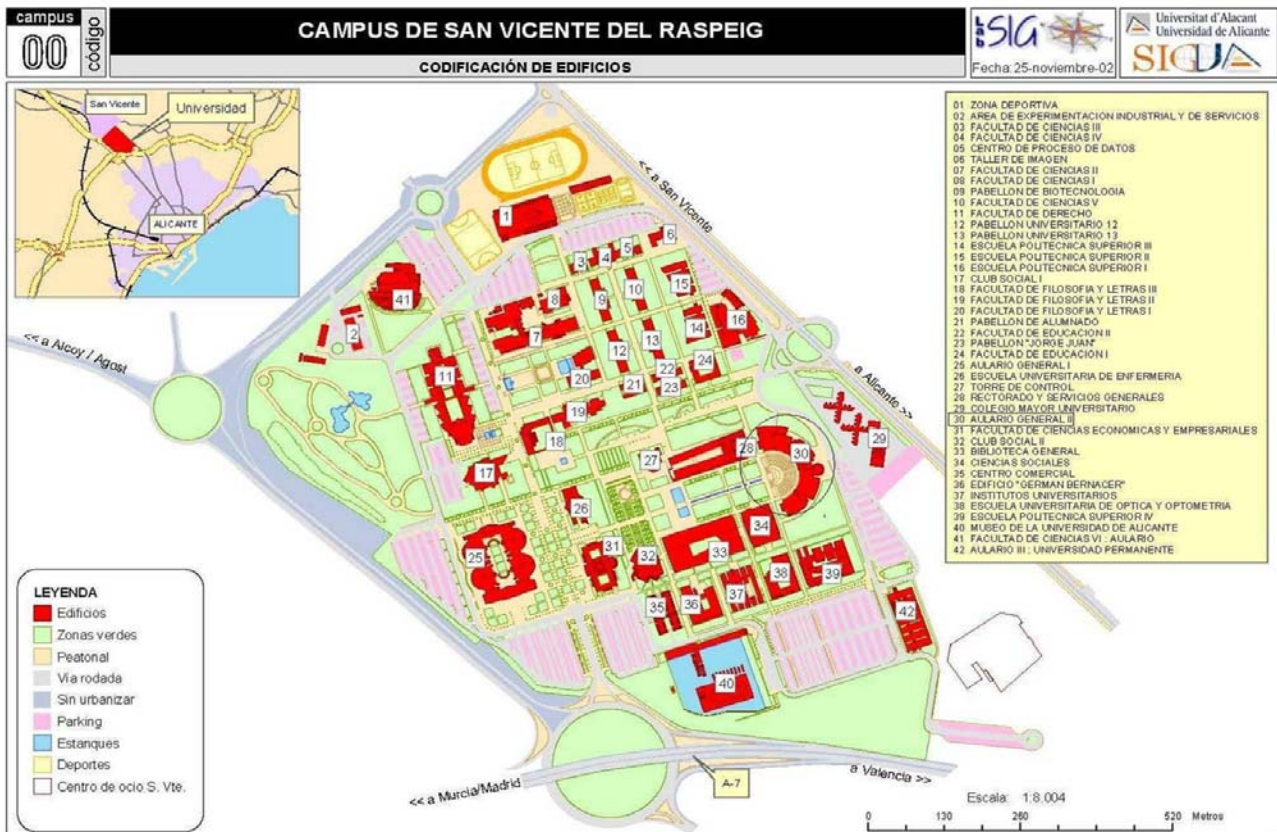 campus
00
código
CAMPUS DE SAN VICENTE DEL RASPEIG
CODIFICACIÓN DE EDIFICIOS
Lab SIG
Fecha:25-noviembre-02
Universitat d'Alacant
Universidad de Alicante
SIGUA
San Vicente
Universidad
ALICANTE
01 ZONA DEPORTIVA
02 AREA DE EXPERIMENTACION INDUSTRIAL Y DE SERVICIOS
03 FACULTAD DE CIENCIAS III
04 FACULTAD DE CIENCIAS IV
05 CENTRO DE PROCESO DE DATOS
06 TALLER DE IMAGEN
07 FACULTAD DE CIENCIAS II
08 FACULTAD DE CIENCIAS I
09 PABELLON DE BIOTECNOLOGIA
10 FACULTAD DE CIENCIAS V
11 FACULTAD DE DERECHO
12 PABELLON UNIVERSITARIO 12
13 PABELLON UNIVERSITARIO 13
14 ESCUELA POLITECNICA SUPERIOR III
15 ESCUELA POLITECNICA SUPERIOR II
16 ESCUELA POLITECNICA SUPERIOR I
17 CLUB SOCIAL I
18 FACULTAD DE FILOSOFIA Y LETRAS III
19 FACULTAD DE FILOSOFIA Y LETRAS II
20 FACULTAD DE FILOSOFIA Y LETRAS I
21 PABELLON DE ALUMNADO
22 FACULTAD DE EDUCACION II
23 PABELLON "JORGE JUAN"
24 FACULTAD DE EDUCACION I
25 AULARIO GENERAL I
26 ESCUELA UNIVERSITARIA DE ENFERMERIA
27 TORRE DE CONTROL
28 RECTORADO Y SERVICIOS GENERALES
29 COLEGIO MAYOR UNIVERSITARIO
30 AULARIO GENERAL II
31 FACULTAD DE CIENCIAS ECONOMICAS Y EMPRESARIALES
32 CLUB SOCIAL II
33 BIBLIOTECA GENERAL
34 CIENCIAS SOCIALES
35 CENTRO COMERCIAL
36 EDIFICIO "GERMAN BERNACER"
37 INSTITUTOS UNIVERSITARIOS
38 ESCUELA UNIVERSITARIA DE OPTICA Y OPTOMETRIA
39 ESCUELA POLITECNICA SUPERIOR IV
40 MUSEO DE LA UNIVERSIDAD DE ALICANTE
41 FACULTAD DE CIENCIAS VI : AULARIO
42 AULARIO III : UNIVERSIDAD PERMANENTE
<< a San Vicente
<< a Alcoy / Agost
a Alicante >>
1
6
5
4
3
41
2
8
9
10
15
7
14
16
13
12
24
11
20
22
21
23
19
18
28
30
29
27
17
26
34
25
31
32
33
38
39
37
36
35
42
40
LEYENDA
Edificios
Zonas verdes
Peatonal
Vía rodada
Sin urbanizar
Parking
Estanques
Deportes
Centro de ocio S. Vte.
<< a Murcia/Madrid
A-7
a Valencia >>
Escala: 1:8.004
0 130 260 520 Metros